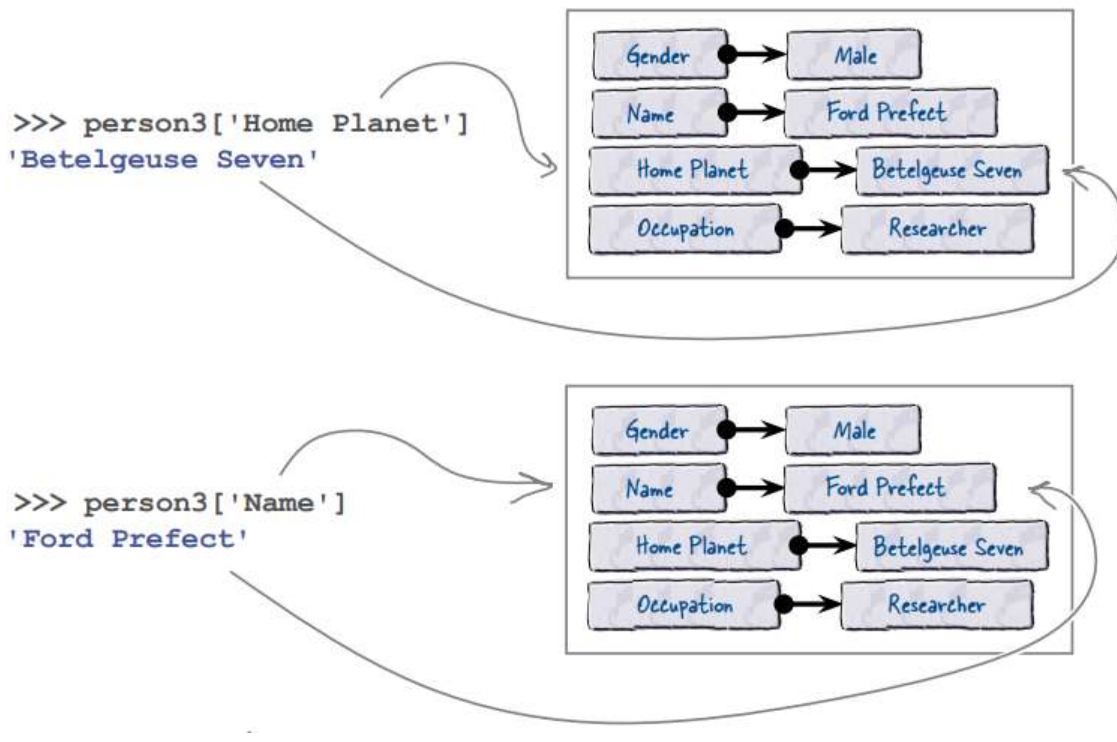 Gender Male
>>> person3['Home Planet']
'Betelgeuse Seven'
Name Ford Prefect
Home Planet Betelgeuse Seven
Occupation Researcher
Gender Male
>>> person3['Name']
'Ford Prefect'
Name Ford Prefect
Home Planet Betelgeuse Seven
Occupation Researcher